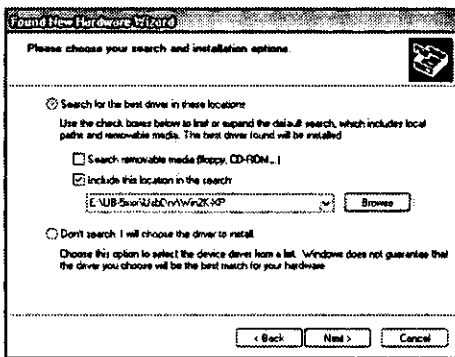 Found New Hardware Wizard
Please choose your search and installation options.
Search for the best driver in these locations
Use the check boxes below to limit or expand the default search, which includes local
paths and removable media. The best driver found will be installed.
Search removable media (floppy, CD-ROM...)
Include this location in the search:
Browse
Don't search. I will choose the driver to install.
Choose this option to select the device driver from a list. Windows does not guarantee that
the driver you choose will be the best match for your hardware.
< Back
Next >
Cancel